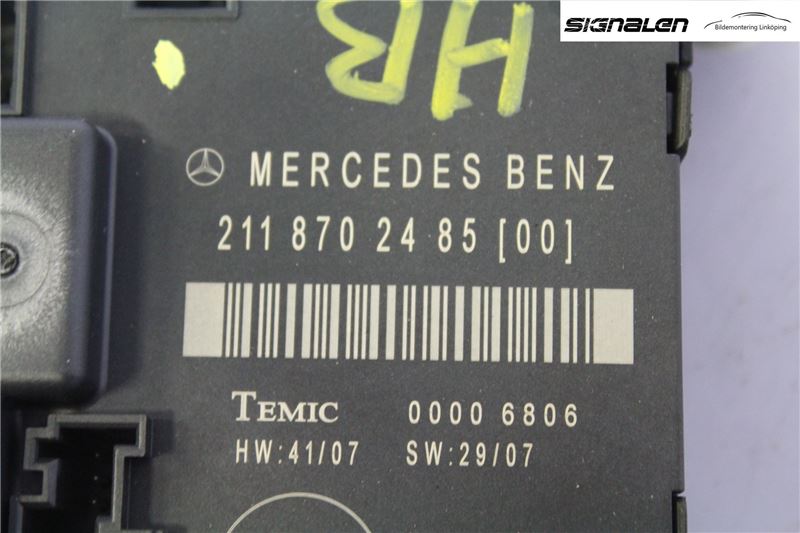 SIGNALEN
Bildemontering Linköping
HB
MERCEDES BENZ
211 870 24 85 [00]
TEMIC 0000 6806
HW:41/07 SW:29/07